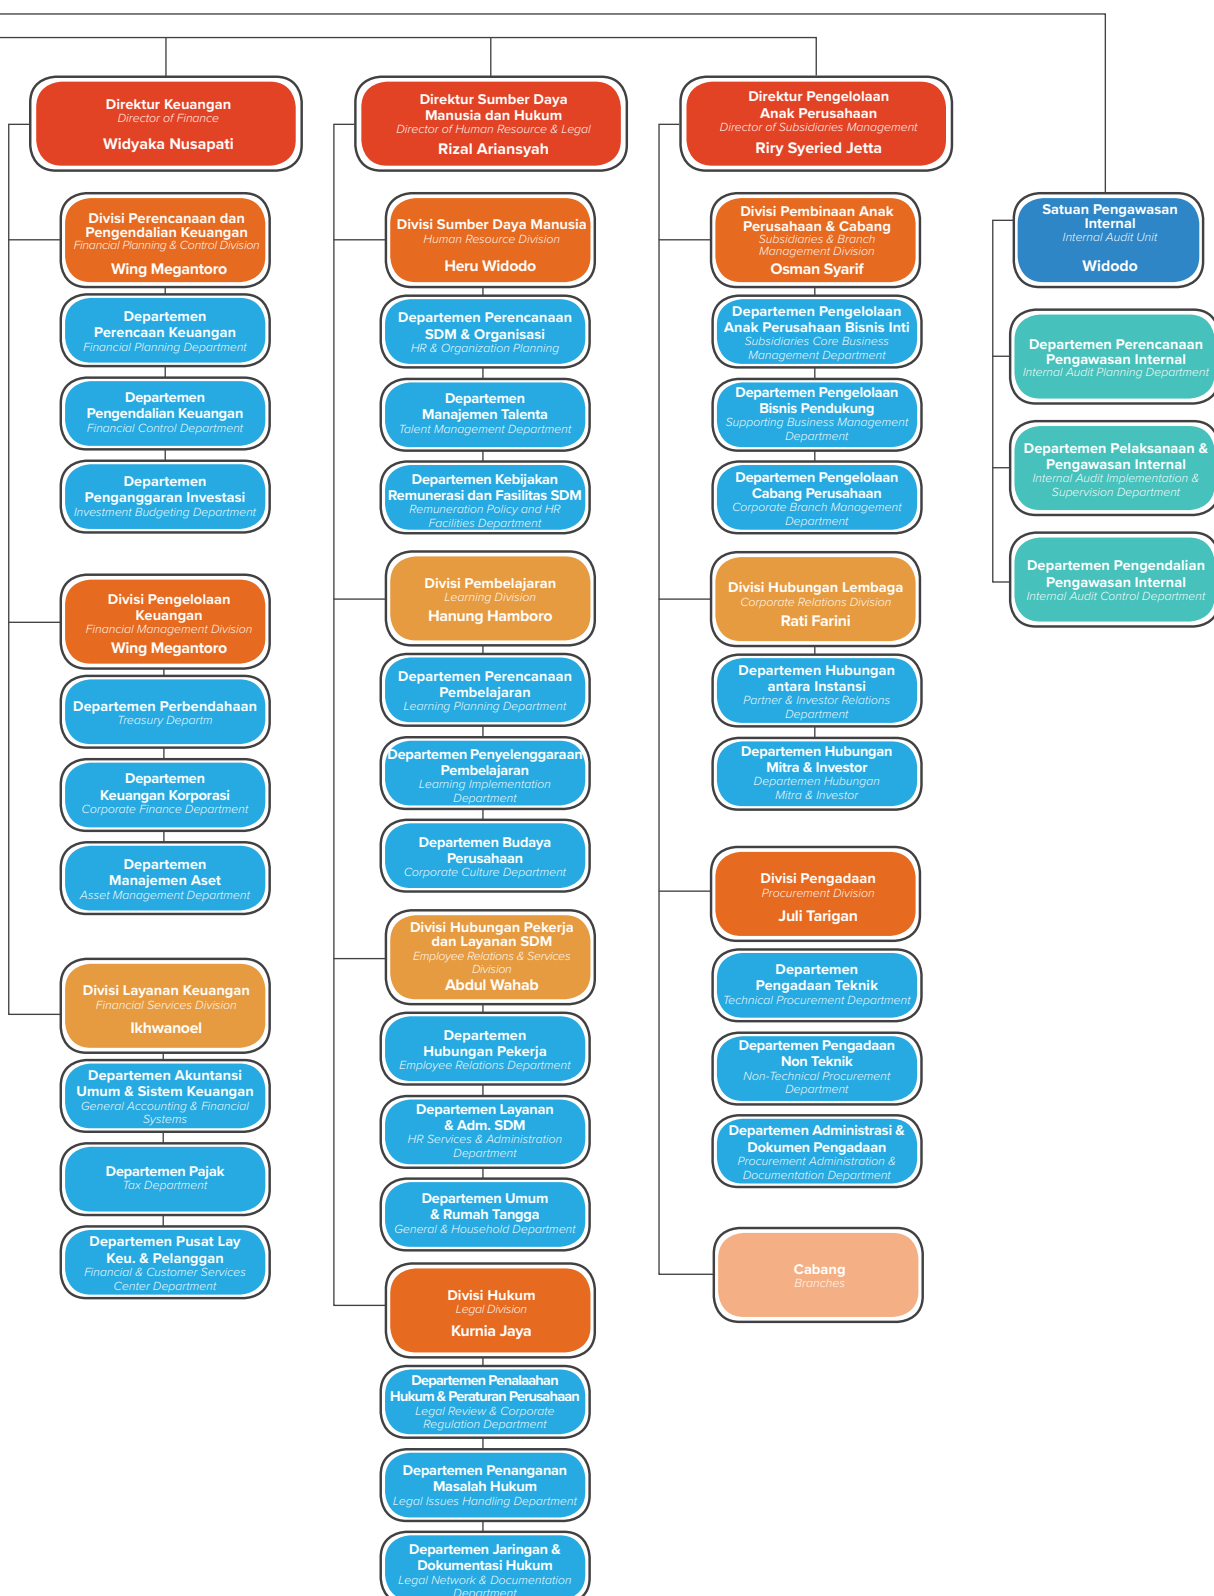 Direktur Keuangan
Director of Finance
Widyaka Nusapati
Divisi Perencanaan dan
Pengendalian Keuangan
Financial Planning & Control Division
Wing Megantoro
Departemen
Perencaan Keuangan
Financial Planning Department
Departemen
Pengendalian Keuangan
Financial Control Department
Departemen
Penganggaran Investasi
Investment Budgeting Department
Divisi Pengelolaan
Keuangan
Financial Management Division
Wing Megantoro
Departemen Perbendahaan
Treasury Departm
Departemen
Keuangan Korporasi
Corporate Finance Department
Departemen
Manajemen Aset
Asset Management Department
Divisi Layanan Keuangan
Financial Services Division
Ikhwanoel
Departemen Akuntansi
Umum & Sistem Keuangan
General Accounting & Financial
Systems
Departemen Pajak
Tax Department
Departemen Pusat Lay
Keu. & Pelanggan
Financial & Customer Services
Center Department
Direktur Sumber Daya
Manusia dan Hukum
Director of Human Resource & Legal
Rizal Ariansyah
Divisi Sumber Daya Manusia
Human Resource Division
Heru Widodo
Departemen Perencanaan
SDM & Organisasi
HR & Organization Planning
Departemen
Manajemen Talenta
Talent Management Department
Departemen Kebijakan
Remunerasi dan Fasilitas SDM
Remuneration Policy and HR
Facilities Department
Divisi Pembelajaran
Learning Division
Hanung Hamboro
Departemen Perencanaan
Pembelajaran
Learning Planning Department
Departemen Penyelenggaraan
Pembelajaran
Learning Implementation
Department
Departemen Budaya
Perusahaan
Corporate Culture Department
Divisi Hubungan Pekerja
dan Layanan SDM
Employee Relations & Services
Division
Abdul Wahab
Departemen
Hubungan Pekerja
Employee Relations Department
Departemen Layanan
& Adm. SDM
HR Services & Administration
Department
Departemen Umum
& Rumah Tangga
General & Household Department
Divisi Hukum
Legal Division
Kurnia Jaya
Departemen Penalaahan
Hukum & Peraturan Perusahaan
Legal Review & Corporate
Regulation Department
Departemen Penanganan
Masalah Hukum
Legal Issues Handling Department
Departemen Jaringan &
Dokumentasi Hukum
Legal Network & Documentation
Department
Direktur Pengelolaan
Anak Perusahaan
Director of Subsidiaries Management
Riry Syeried Jetta
Divisi Pembinaan Anak
Perusahaan & Cabang
Subsidiaries & Branch
Management Division
Osman Syarif
Departemen Pengelolaan
Anak Perusahaan Bisnis Inti
Subsidiaries Core Business
Management Department
Departemen Pengelolaan
Bisnis Pendukung
Supporting Business Management
Department
Departemen Pengelolaan
Cabang Perusahaan
Corporate Branch Management
Department
Divisi Hubungan Lembaga
Corporate Relations Division
Rati Farini
Departemen Hubungan
antara Instansi
Partner & Investor Relations
Department
Departemen Hubungan
Mitra & Investor
Departemen Hubungan
Mitra & Investor
Divisi Pengadaan
Procurement Division
Juli Tarigan
Departemen
Pengadaan Teknik
Technical Procurement Department
Departemen Pengadaan
Non Teknik
Non-Technical Procurement
Department
Departemen Administrasi &
Dokumen Pengadaan
Procurement Administration &
Documentation Department
Cabang
Branches
Satuan Pengawasan
Internal
Internal Audit Unit
Widodo
Departemen Perencanaan
Pengawasan Internal
Internal Audit Planning Department
Departemen Pelaksanaan &
Pengawasan Internal
Internal Audit Implementation &
Supervision Department
Departemen Pengendalian
Pengawasan Internal
Internal Audit Control Department